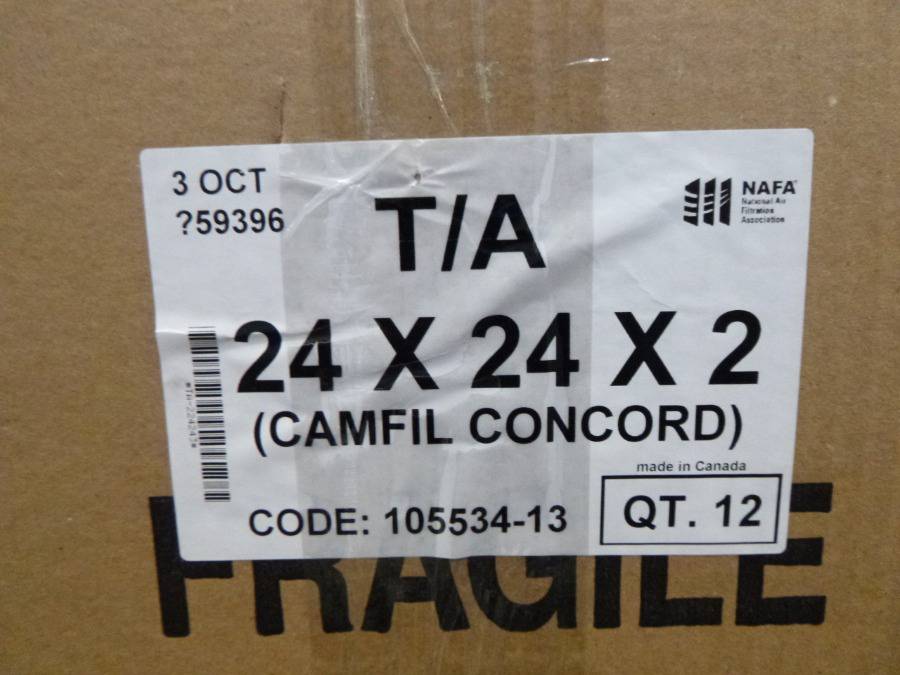 3 OCT
?59396
T/A
NAFA
National Air
Filtration
Association
24 X 24 X 2
(CAMFIL CONCORD)
made in Canada
CODE: 105534-13
QT. 12
FRAGILE